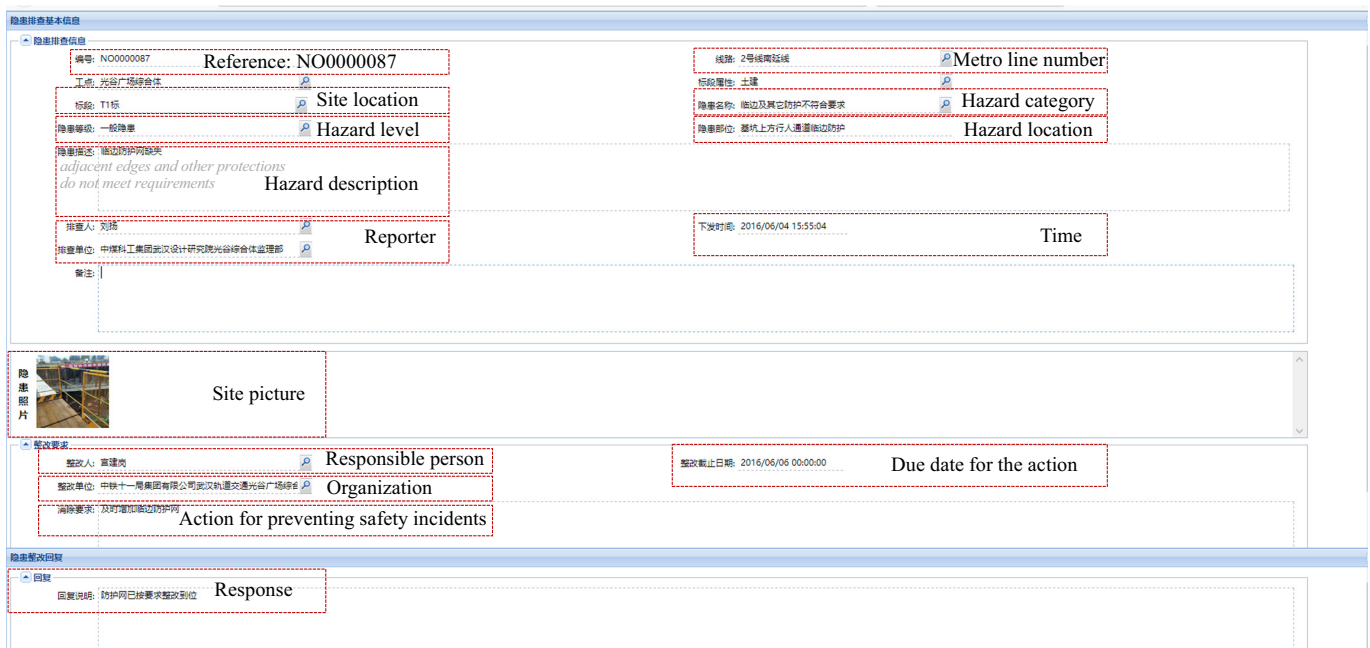 隐患排查基本信息
隐患排查信息
编号: NO0000087 Reference: NO0000087 线路: 2号线南延线 Metro line number
工点: 光谷广场综合体 标段属性: 土建
标段: T1标 Site location 隐患名称: 临边及其它防护不符合要求 Hazard category
隐患等级: 一般隐患 Hazard level 隐患部位: 基坑上方行人通道临边防护 Hazard location
隐患描述: 临边防护网缺失
adjacent edges and other protections
do not meet requirements Hazard description
排查人: 刘扬 Reporter 下发时间: 2016/06/04 15:55:04 Time
排查单位: 中煤科工集团武汉设计研究院光谷综合体监理部
备注:
隐患照片 Site picture
整改要求
整改人: 宫建岗 Responsible person 整改截止日期: 2016/06/06 00:00:00 Due date for the action
整改单位: 中铁十一局集团有限公司武汉轨道交通光谷广场综合 Organization
消除要求: 及时增加临边防护网 Action for preventing safety incidents
隐患整改回复
回复
回复说明: 防护网已按要求整改到位 Response